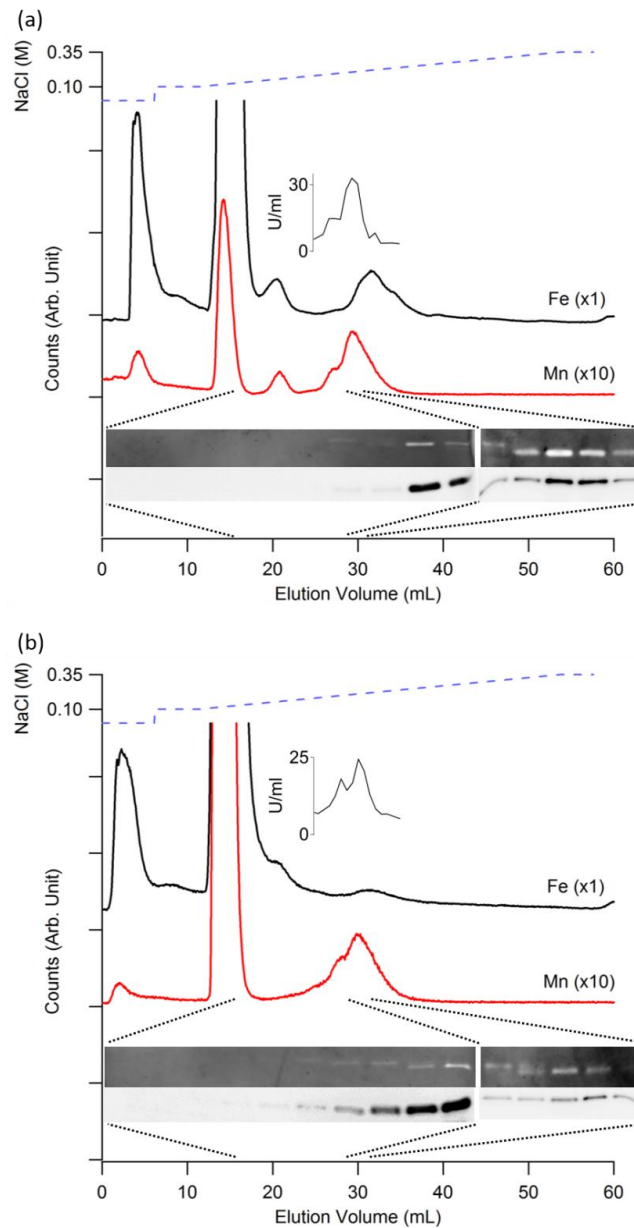 (a)
NaCl (M)
0.35
0.10
Counts (Arb. Unit)
U/ml
30
0
Fe (x1)
Mn (x10)
0 10 20 30 40 50 60
Elution Volume (mL)
(b)
NaCl (M)
0.35
0.10
Counts (Arb. Unit)
U/ml
25
0
Fe (x1)
Mn (x10)
0 10 20 30 40 50 60
Elution Volume (mL)